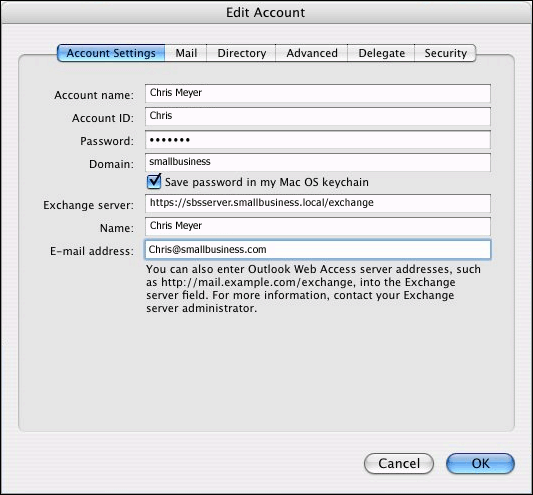 Edit Account
Account Settings Mail Directory Advanced Delegate Security
Account name: Chris Meyer
Account ID: Chris
Password: •••••••
Domain: smallbusiness
Save password in my Mac OS keychain
Exchange server: https://sbsserver.smallbusiness.local/exchange
Name: Chris Meyer
E-mail address: Chris@smallbusiness.com
You can also enter Outlook Web Access server addresses, such
as http://mail.example.com/exchange, into the Exchange
server field. For more information, contact your Exchange
server administrator.
Cancel OK